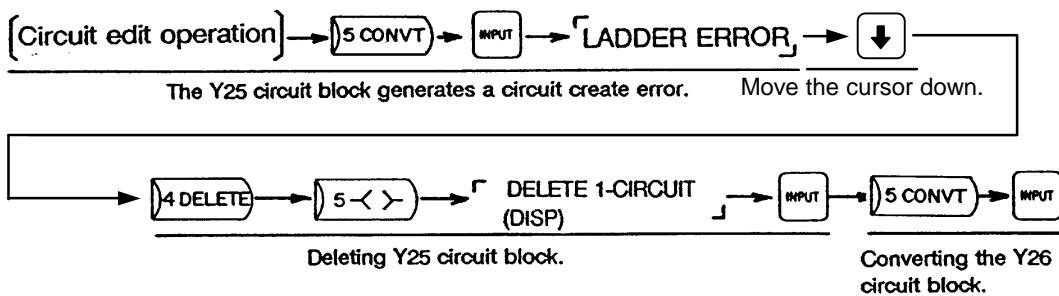 [Circuit edit operation] 5 CONVT INPUT 「LADDER ERROR」
The Y25 circuit block generates a circuit create error. Move the cursor down.
4 DELETE 5 -< >- 「DELETE 1-CIRCUIT INPUT 5 CONVT INPUT
(DISP)」
Deleting Y25 circuit block. Converting the Y26
circuit block.